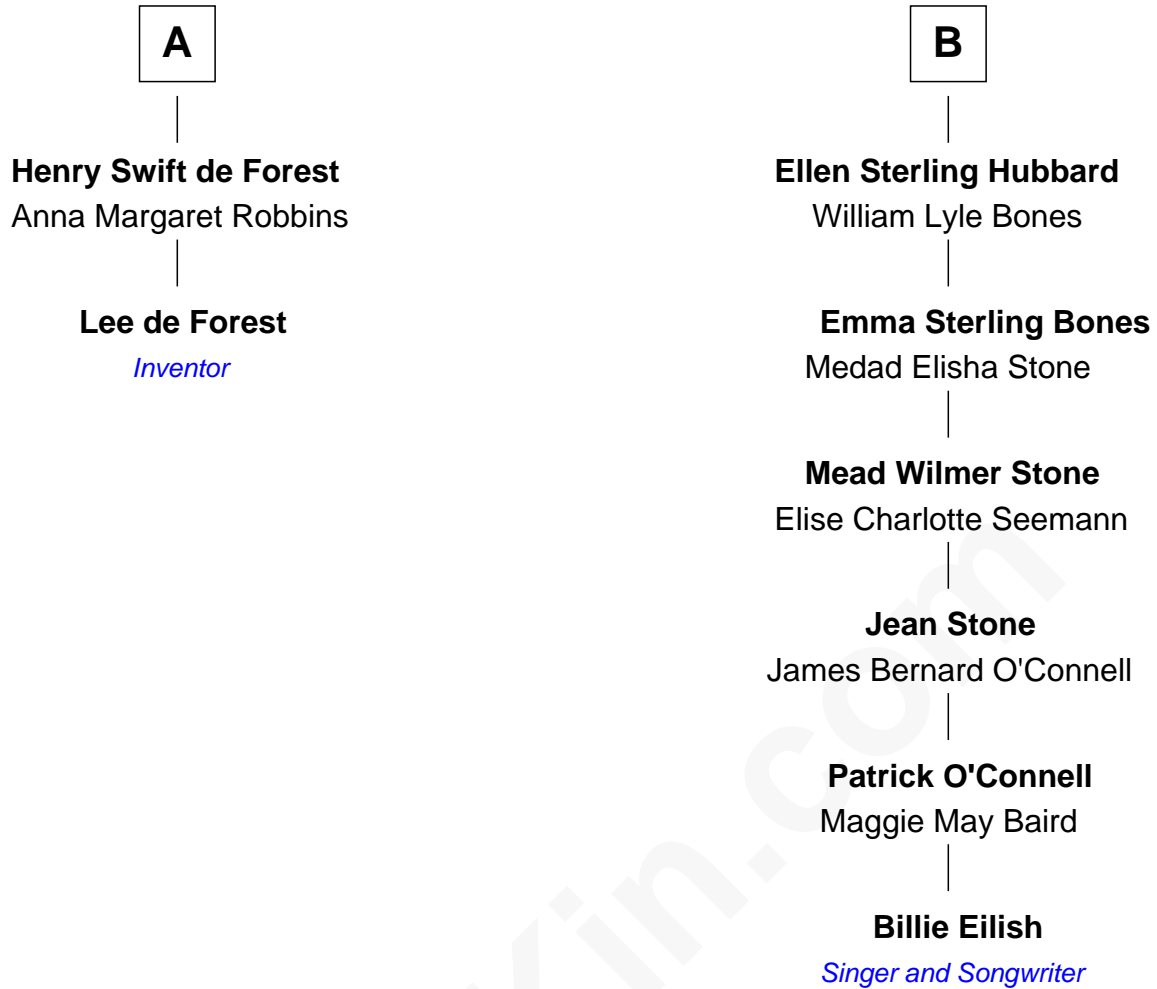 A
Henry Swift de Forest
Anna Margaret Robbins
Lee de Forest
Inventor
B
Ellen Sterling Hubbard
William Lyle Bones
Emma Sterling Bones
Medad Elisha Stone
Mead Wilmer Stone
Elise Charlotte Seemann
Jean Stone
James Bernard O'Connell
Patrick O'Connell
Maggie May Baird
Billie Eilish
Singer and Songwriter
Kin.com